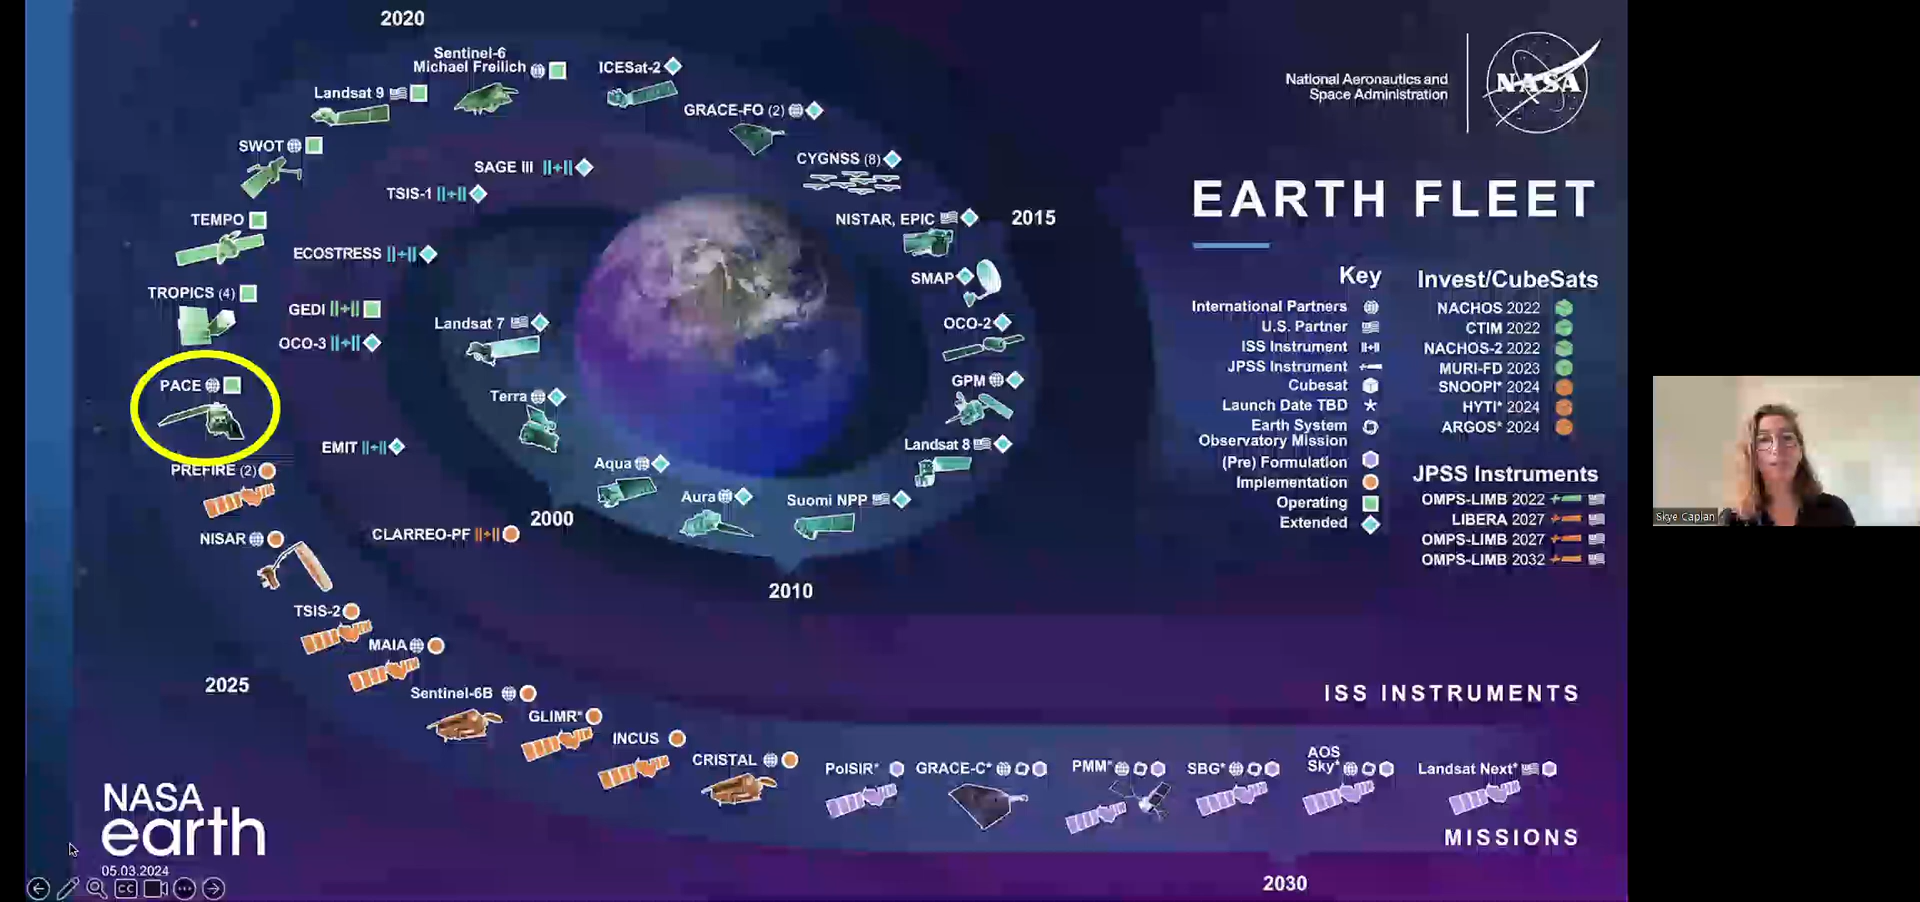 2020
Sentinel-6
Michael Freilich
ICESat-2
Landsat 9
GRACE-FO (2)
SWOT
SAGE III
CYGNSS (8)
TSIS-1
TEMPO
NISTAR, EPIC
2015
ECOSTRESS
SMAP
TROPICS (4)
GEDI
Landsat 7
OCO-2
OCO-3
PACE
GPM
Terra
EMIT
Landsat 8
PREFIRE (2)
Aqua
Aura
Suomi NPP
2000
NISAR
CLARREO-PF
2010
TSIS-2
MAIA
2025
Sentinel-6B
GLIMR*
INCUS
CRISTAL
PolSIR*
GRACE-C*
PMM*
SBG*
AOS
Sky*
Landsat Next*
National Aeronautics and
Space Administration
NASA
EARTH FLEET
Key
International Partners
U.S. Partner
ISS Instrument
JPSS Instrument
Cubesat
Launch Date TBD
Earth System
Observatory Mission
(Pre) Formulation
Implementation
Operating
Extended
Invest/CubeSats
NACHOS 2022
CTIM 2022
NACHOS-2 2022
MURI-FD 2023
SNOOPI* 2024
HYTI* 2024
ARGOS* 2024
JPSS Instruments
OMPS-LIMB 2022
LIBERA 2027
OMPS-LIMB 2027
OMPS-LIMB 2032
ISS INSTRUMENTS
MISSIONS
2030
NASA
earth
05.03.2024
CC
Skye Caplan